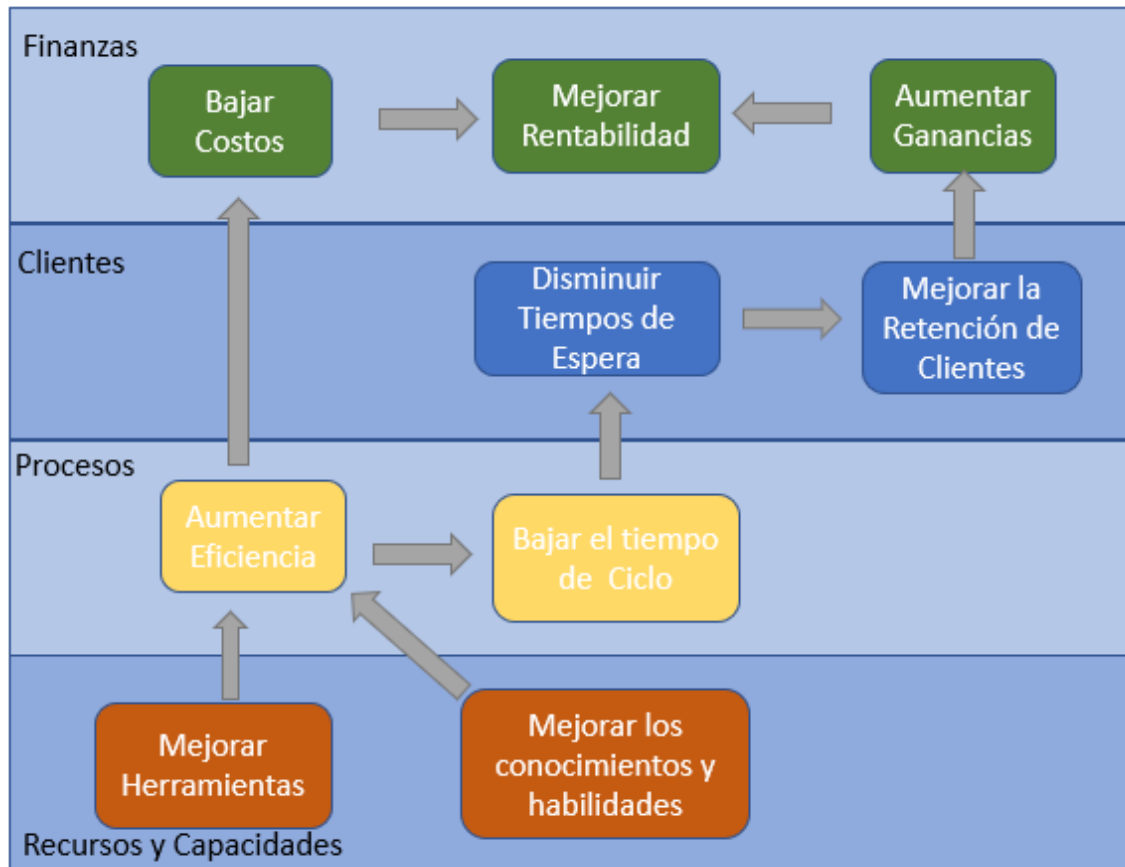 Finanzas
Bajar
Costos
Mejorar
Rentabilidad
Aumentar
Ganancias
Clientes
Disminuir
Tiempos de
Espera
Mejorar la
Retención de
Clientes
Procesos
Aumentar
Eficiencia
Bajar el tiempo
de Ciclo
Mejorar
Herramientas
Mejorar los
conocimientos y
habilidades
Recursos y Capacidades